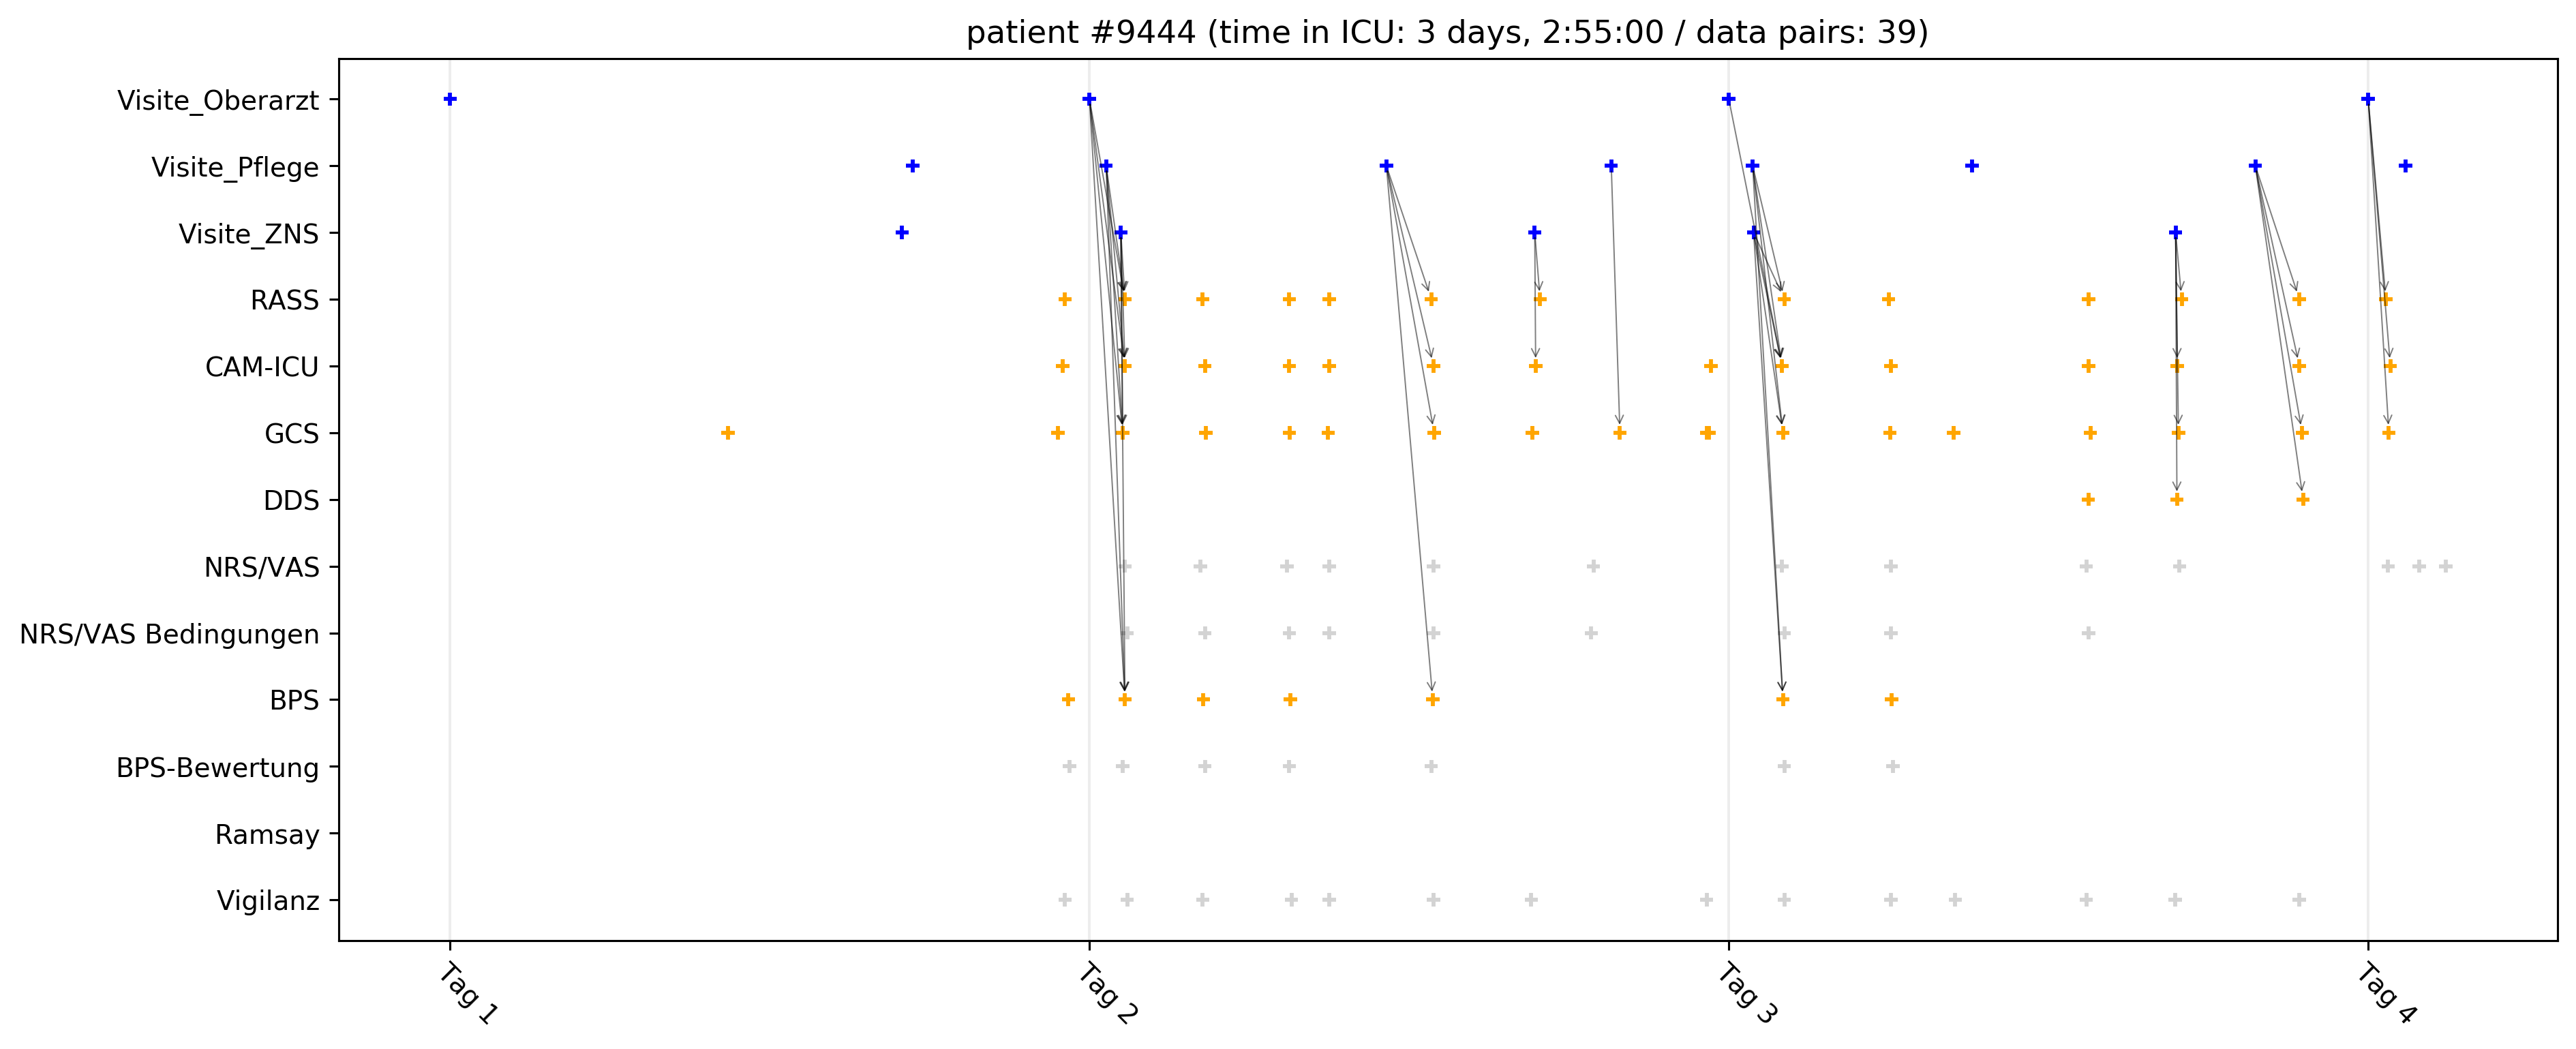 patient #9444 (time in ICU: 3 days, 2:55:00 / data pairs: 39)
Visite_Oberarzt
Visite_Pflege
Visite_ZNS
RASS
CAM-ICU
GCS
DDS
NRS/VAS
NRS/VAS Bedingungen
BPS
BPS-Bewertung
Ramsay
Vigilanz
Tag 1
Tag 2
Tag 3
Tag 4